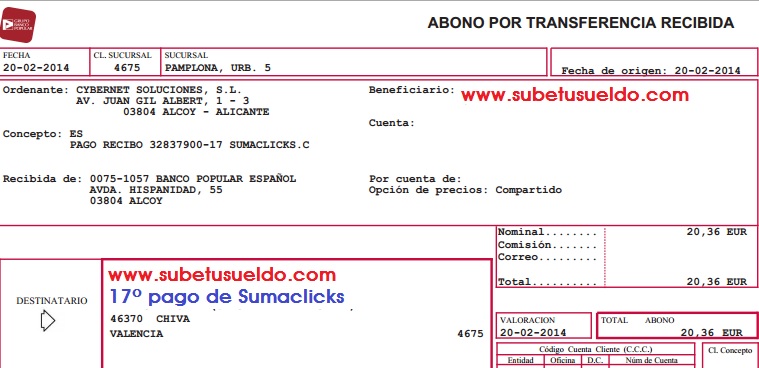 GRUPO
BANCO
POPULAR
ABONO POR TRANSFERENCIA RECIBIDA
FECHA
20-02-2014
CL. SUCURSAL
4675
SUCURSAL
PAMPLONA, URB. 5
Fecha de origen: 20-02-2014
Ordenante: CYBERNET SOLUCIONES, S.L.
AV. JUAN GIL ALBERT, 1 - 3
03804 ALCOY - ALICANTE
Concepto: ES
PAGO RECIBO 32837900-17 SUMACLICKS.C
Recibida de: 0075-1057 BANCO POPULAR ESPAÑOL
AVDA. HISPANIDAD, 55
03804 ALCOY
Beneficiario: www.subetusueldo.com
Cuenta:
Por cuenta de:
Opción de precios: Compartido
Nominal........ 20,36 EUR
Comisión.......
Correo.........
Total.......... 20,36 EUR
DESTINATARIO
www.subetusueldo.com
17º pago de Sumaclicks
46370 CHIVA
VALENCIA 4675
VALORACION
20-02-2014
TOTAL ABONO
20,36 EUR
Código Cuenta Cliente (C.C.C.)
Entidad Oficina D.C. Núm de Cuenta
Cl. Concepto